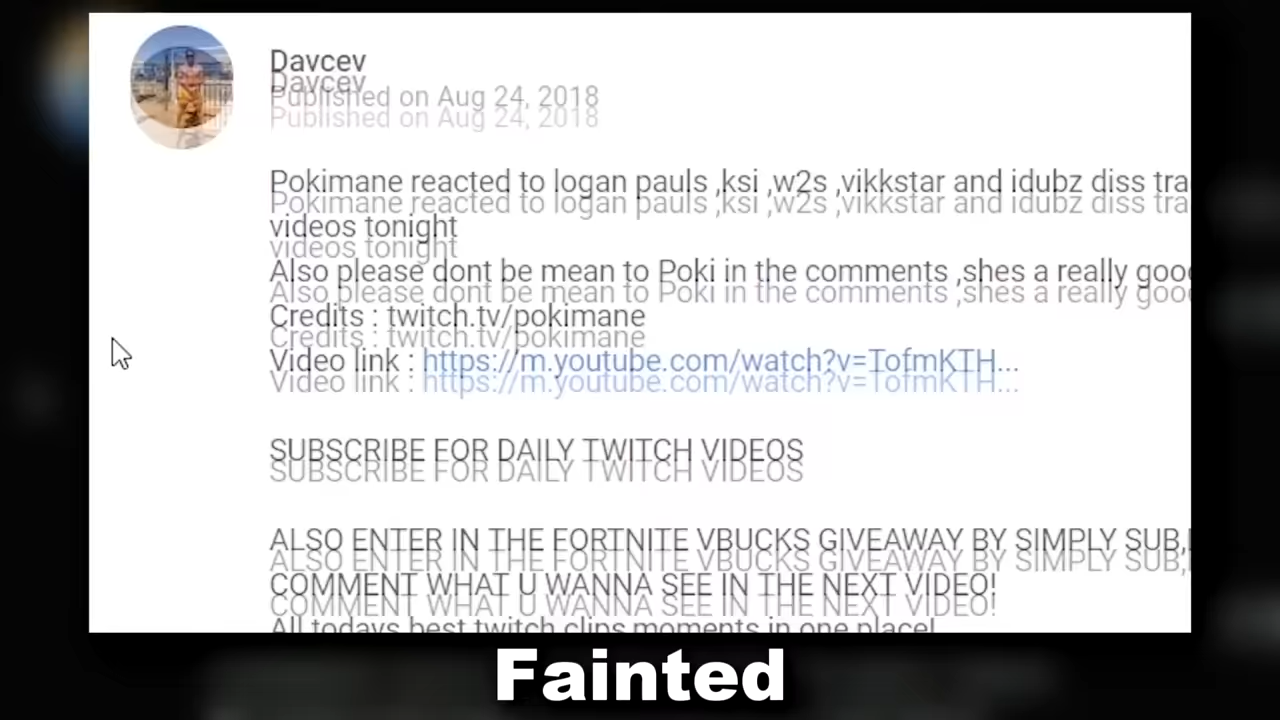 Davcev
Published on Aug 24, 2018
Pokimane reacted to logan pauls ,ksi ,w2s ,vikkstar and idubz diss tra
videos tonight
Also please dont be mean to Poki in the comments ,shes a really goo
Credits : twitch.tv/pokimane
Video link : https://m.youtube.com/watch?v=TofmKTH...
SUBSCRIBE FOR DAILY TWITCH VIDEOS
ALSO ENTER IN THE FORTNITE VBUCKS GIVEAWAY BY SIMPLY SUB,
COMMENT WHAT U WANNA SEE IN THE NEXT VIDEO!
All todays best twitch clips moments in one place!
Fainted